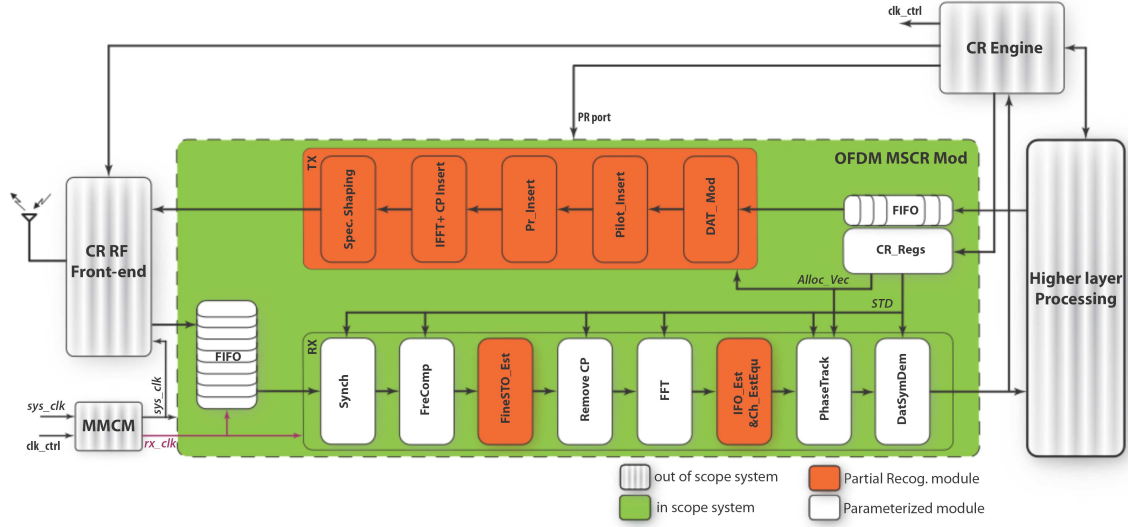 clk_ctrl
CR Engine
PR port
OFDM MSCR Mod
TX
Spec. Shaping
IFFT+ CP Insert
Pr_Insert
Pilot_Insert
DAT_ Mod
FIFO
CR_Regs
CR RF
Front-end
Higher layer
Processing
Alloc_Vec
STD
FIFO
RX
Synch
FreComp
FineSTO_Est
Remove CP
FFT
IFO_Est
&Ch_EstEqu
PhaseTrack
DatSymDem
sys_clk
sys_clk
MMCM
clk_ctrl
rx_clk
out of scope system
Partial Recog. module
in scope system
Parameterized module